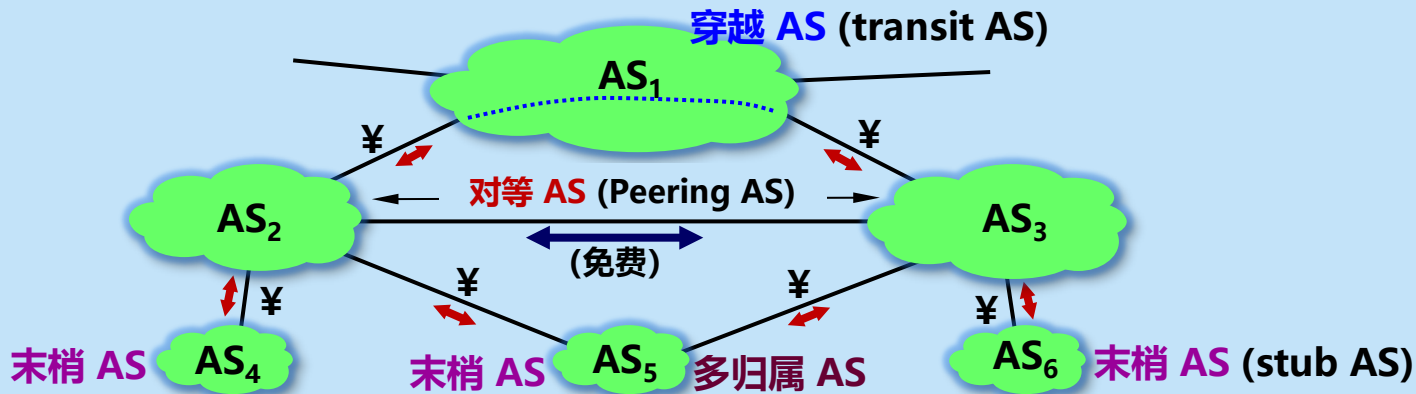 穿越 AS (transit AS)
AS₁
¥
¥
对等 AS (Peering AS)
AS₂
AS₃
(免费)
¥
¥
¥
¥
末梢 AS
AS₄
末梢 AS
AS₅
多归属 AS
AS₆
末梢 AS (stub AS)